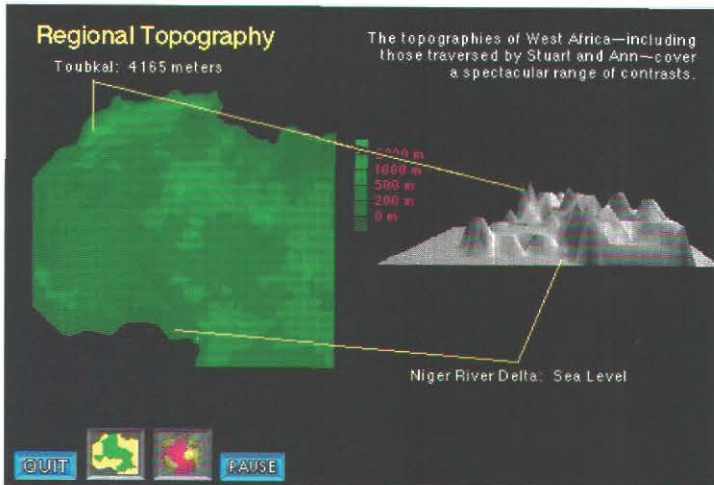 Regional Topography
Toubkal: 4165 meters
The topographies of West Africa—including
those traversed by Stuart and Ann—cover
a spectacular range of contrasts.
1000 m
500 m
200 m
0 m
Niger River Delta: Sea Level
QUIT
PAUSE